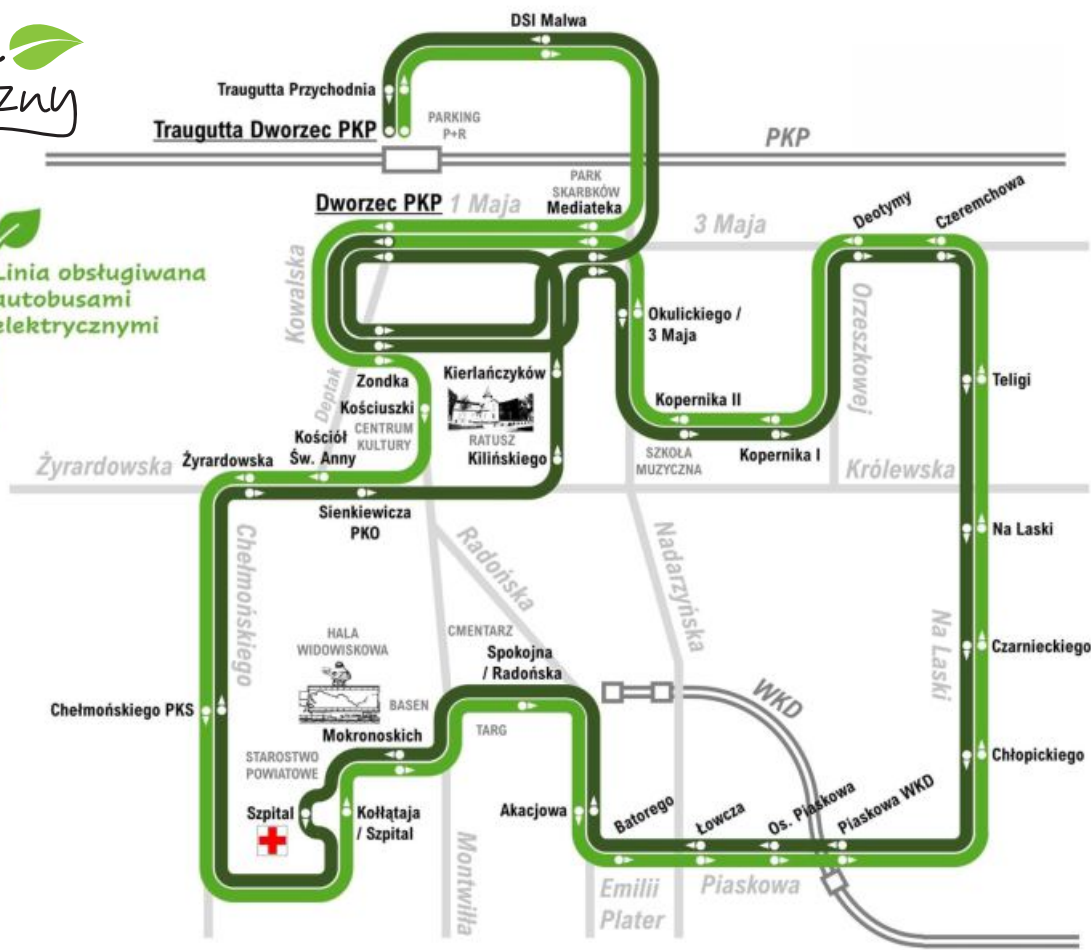 zny
DSI Malwa
Traugutta Przychodnia
Traugutta Dworzec PKP
PARKING
P+R
PKP
PARK
SKARBKÓW
Mediateka
Dworzec PKP
1 Maja
3 Maja
Deotymy
Czeremchowa
Linia obsługiwana
autobusami
elektrycznymi
Kowalska
Okulickiego /
3 Maja
Orzeszkowej
Zondka
Kierlańczyków
Kościuszki
CENTRUM
KULTURY
Deptak
Kopernika II
Teligi
RATUSZ
Kilińskiego
SZKOŁA
MUZYCZNA
Kopernika I
Królewska
Żyrardowska
Żyrardowska
Kościół
Św. Anny
Sienkiewicza
PKO
Chełmońskiego
Radońska
Nadarzyńska
Na Laski
Na Laski
HALA
WIDOWISKOWA
CMENTARZ
Spokojna
/ Radońska
Czarnieckiego
WKD
Chełmońskiego PKS
BASEN
TARG
Mokronoskich
STAROSTWO
POWIATOWE
Chłopickiego
Szpital
Kołłątaja
/ Szpital
Akacjowa
Batorego
Łowcza
Os. Piaskowa
Piaskowa WKD
Montwiłła
Emilii
Plater
Piaskowa